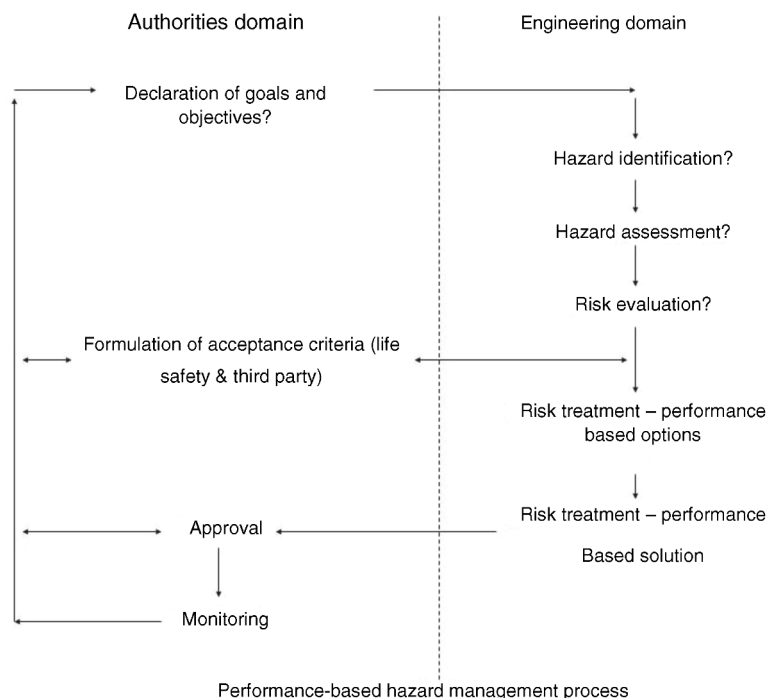 Authorities domain
Engineering domain
Declaration of goals and
objectives?
Hazard identification?
Hazard assessment?
Risk evaluation?
Formulation of acceptance criteria (life
safety & third party)
Risk treatment – performance
based options
Risk treatment – performance
Based solution
Approval
Monitoring
Performance-based hazard management process